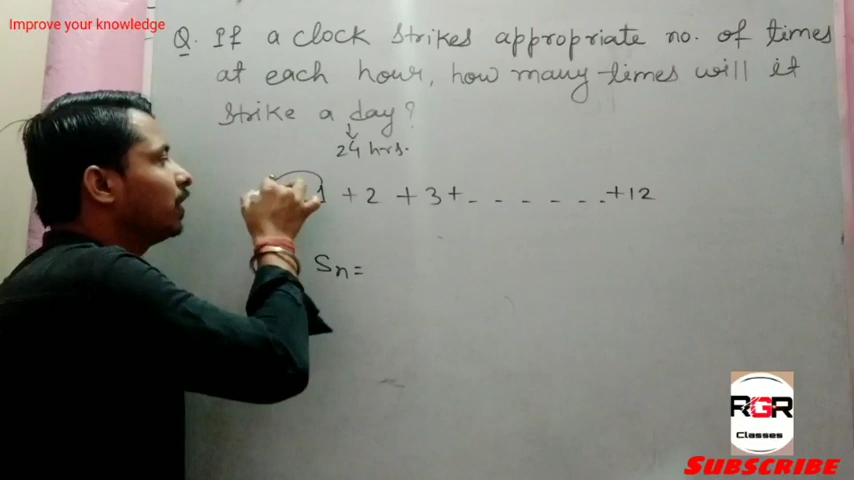 Improve your knowledge
Q. If a clock strikes appropriate no. of times
at each hour, how many times will it
strike a day?
24 hrs.
1 + 2 + 3 + - - - - - - - +12
Sn =
RGR
Classes
SUBSCRIBE